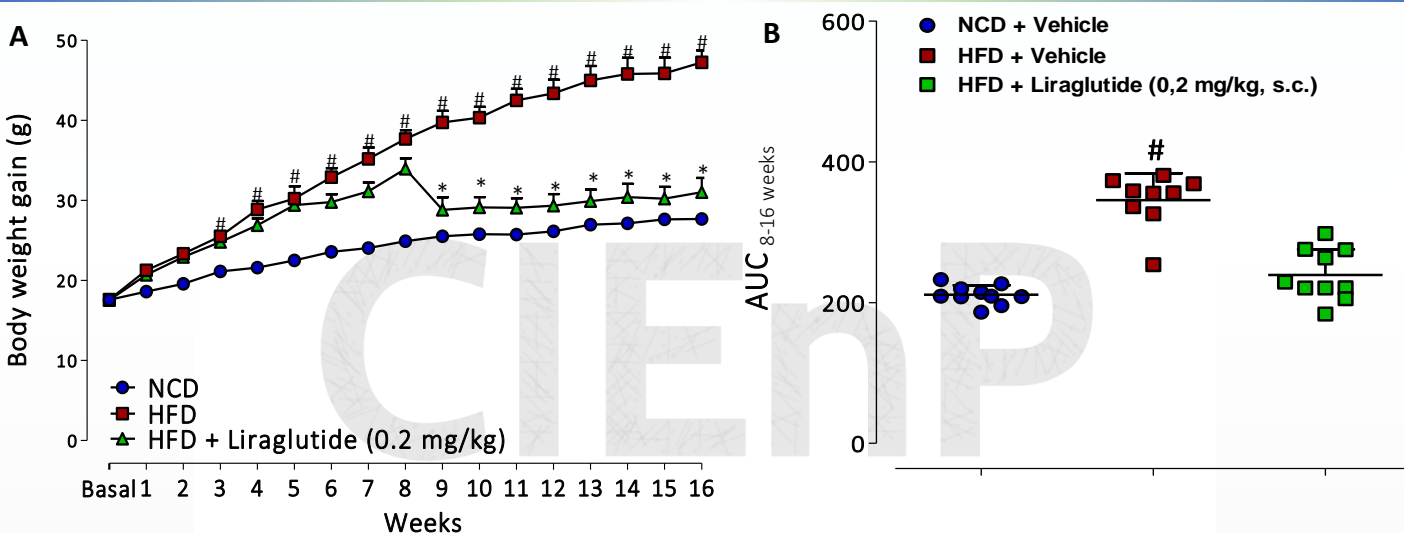 A
Body weight gain (g)
50
40
30
20
10
0
# # # # # # # # # # # # # #
* * * * * * * *
NCD
HFD
HFD + Liraglutide (0.2 mg/kg)
Basal 1 2 3 4 5 6 7 8 9 10 11 12 13 14 15 16
Weeks
B
AUC 8-16 weeks
600
400
200
0
NCD + Vehicle
HFD + Vehicle
HFD + Liraglutide (0,2 mg/kg, s.c.)
#
CIEnP